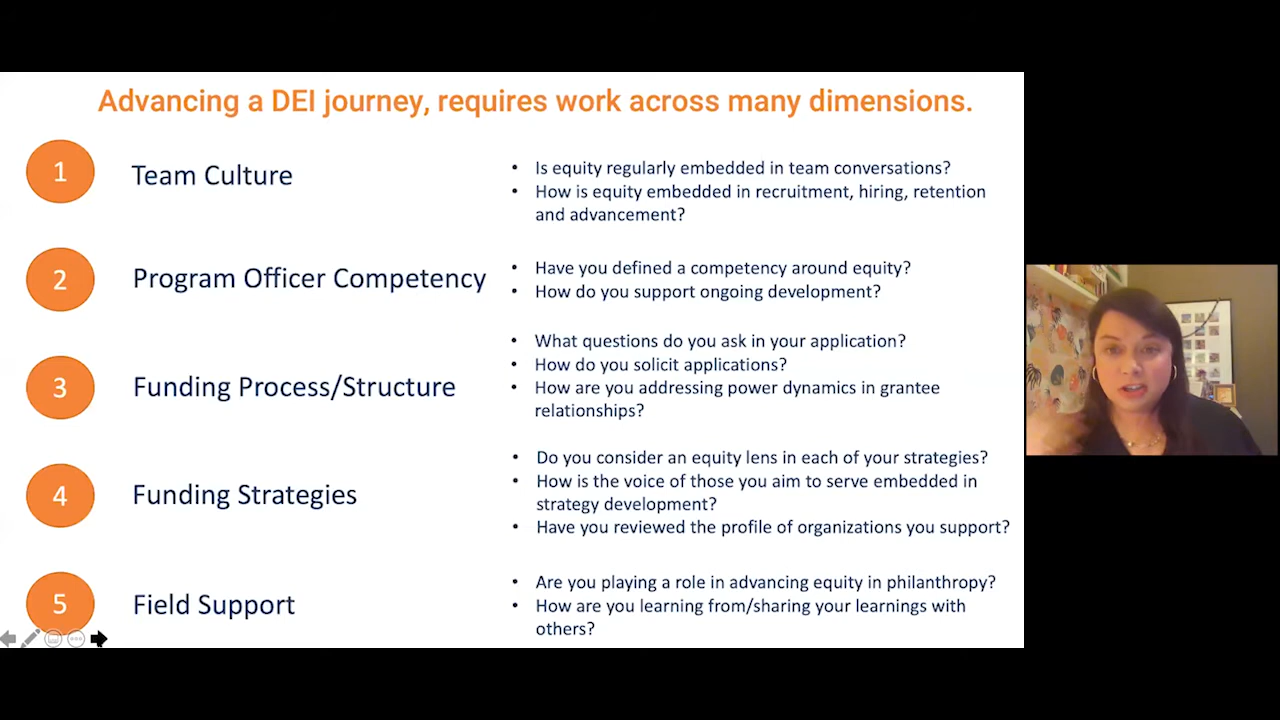 Advancing a DEI journey, requires work across many dimensions.
1
Team Culture
• Is equity regularly embedded in team conversations?
• How is equity embedded in recruitment, hiring, retention
and advancement?
2
Program Officer Competency
• Have you defined a competency around equity?
• How do you support ongoing development?
3
Funding Process/Structure
• What questions do you ask in your application?
• How do you solicit applications?
• How are you addressing power dynamics in grantee
relationships?
4
Funding Strategies
• Do you consider an equity lens in each of your strategies?
• How is the voice of those you aim to serve embedded in
strategy development?
• Have you reviewed the profile of organizations you support?
5
Field Support
• Are you playing a role in advancing equity in philanthropy?
• How are you learning from/sharing your learnings with
others?